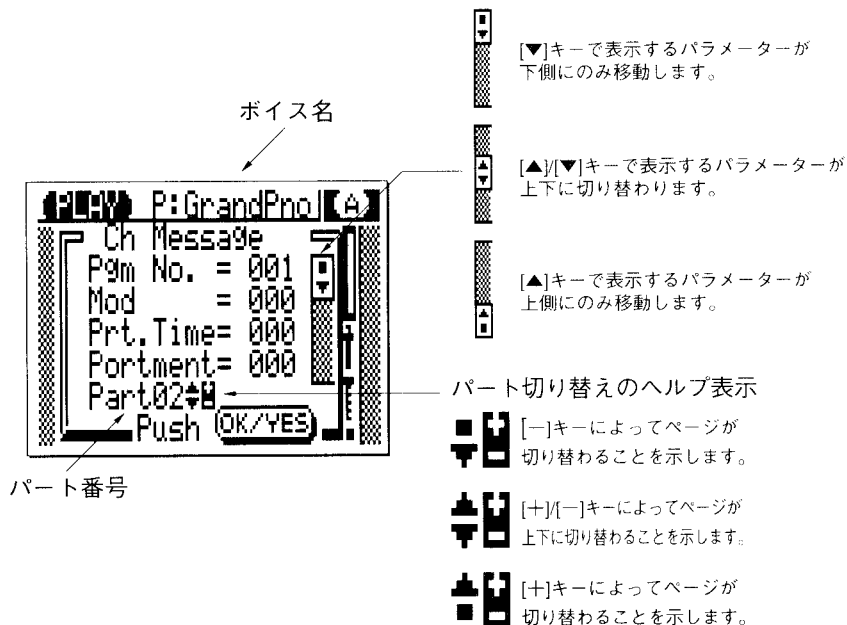 ボイス名
PLAY P:GrandPno A
Ch Message
Pgm No. = 001
Mod = 000
Prt.Time= 000
Portment= 000
Part02
Push OK/YES
パート番号
[▼]キーで表示するパラメーターが
下側にのみ移動します。
[▲]/[▼]キーで表示するパラメーターが
上下に切り替わります。
[▲]キーで表示するパラメーターが
上側にのみ移動します。
パート切り替えのヘルプ表示
[−]キーによってページが
切り替わることを示します。
[+]/[−]キーによってページが
上下に切り替わることを示します。
[+]キーによってページが
切り替わることを示します。